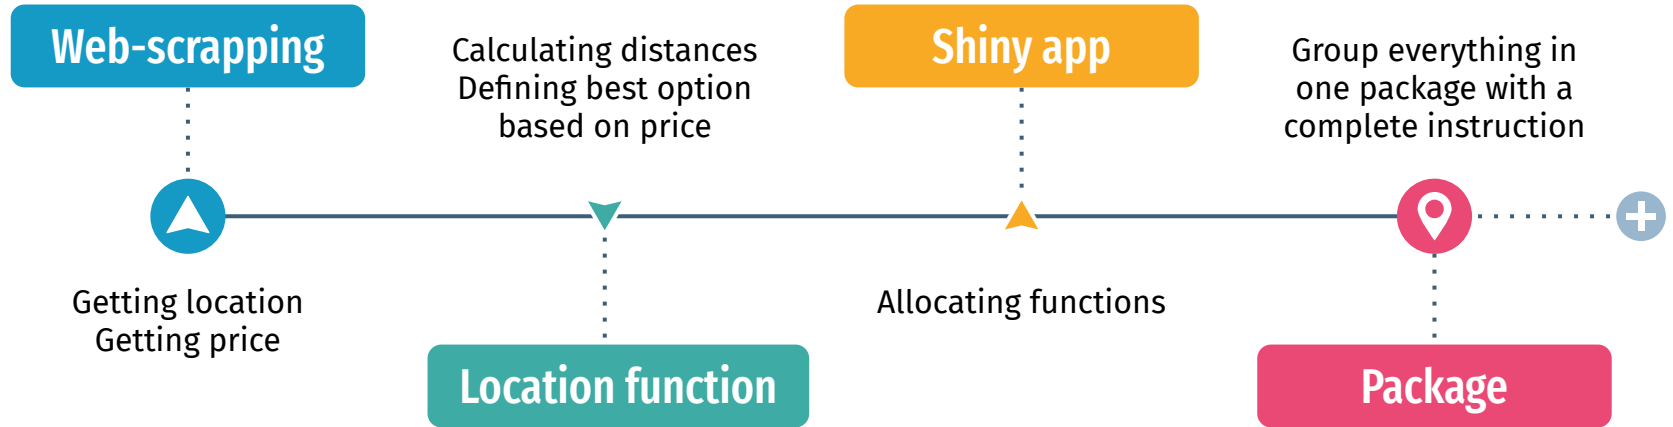 Web-scrapping
Getting location
Getting price
Calculating distances
Defining best option
based on price
Location function
Shiny app
Allocating functions
Group everything in
one package with a
complete instruction
Package